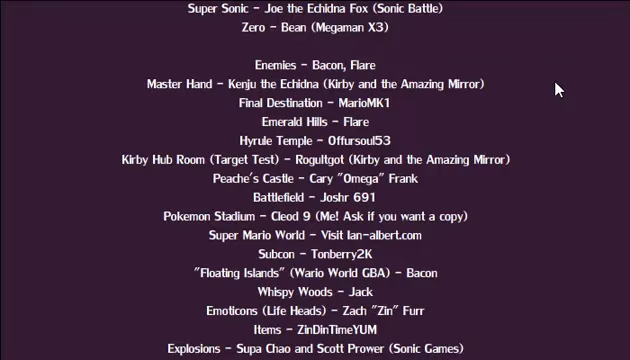 Super Sonic - Joe the Echidna Fox (Sonic Battle)
Zero - Bean (Megaman X3)
Enemies - Bacon, Flare
Master Hand - Kenju the Echidna (Kirby and the Amazing Mirror)
Final Destination - MarioMK1
Emerald Hills - Flare
Hyrule Temple - Offursoul53
Kirby Hub Room (Target Test) - Rogultgot (Kirby and the Amazing Mirror)
Peache's Castle - Cary "Omega" Frank
Battlefield - Joshr 691
Pokemon Stadium - Cleod 9 (Me! Ask if you want a copy)
Super Mario World - Visit Ian-albert.com
Subcon - Tonberry2K
"Floating Islands" (Wario World GBA) - Bacon
Whispy Woods - Jack
Emoticons (Life Heads) - Zach "Zin" Furr
Items - ZinDinTimeYUM
Explosions - Supa Chao and Scott Prower (Sonic Games)